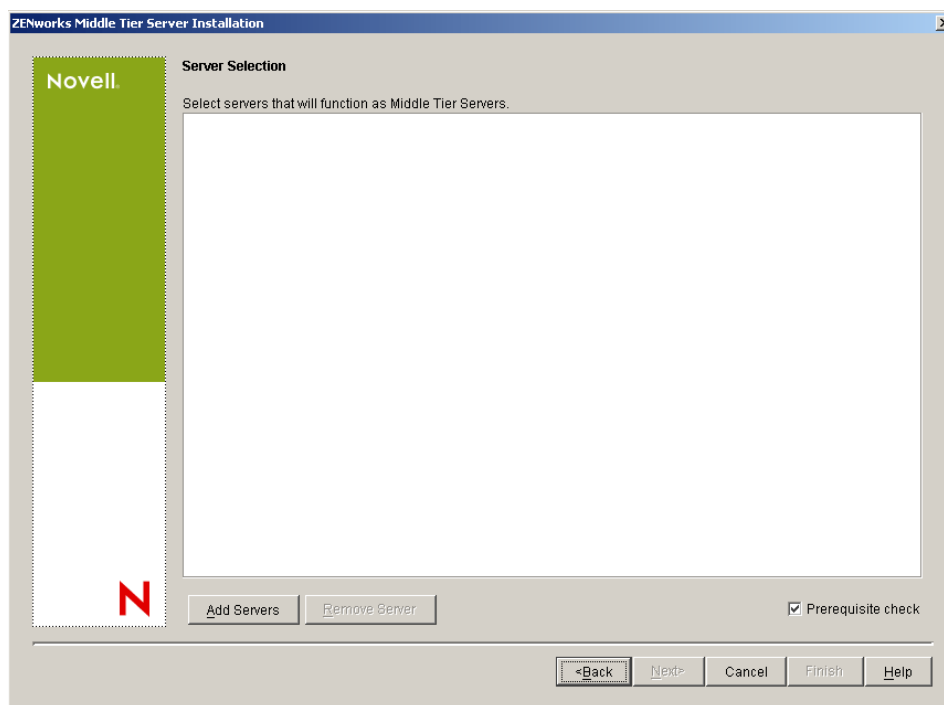 ZENworks Middle Tier Server Installation
Novell.
Server Selection
Select servers that will function as Middle Tier Servers.
N
Add Servers
Remove Server
Prerequisite check
<Back
Next>
Cancel
Finish
Help